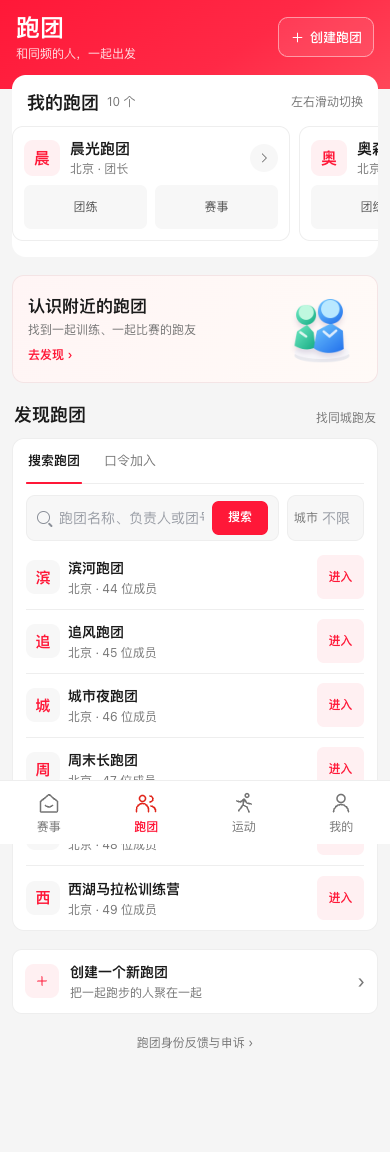 跑团
和同频的人，一起出发
＋ 创建跑团
我的跑团 10 个
左右滑动切换
晨
晨光跑团
北京 · 团长
团练
赛事
奥
认识附近的跑团
找到一起训练、一起比赛的跑友
去发现 ›
发现跑团
找同城跑友
搜索跑团
口令加入
跑团名称、负责人或团
搜索
城市 不限
滨
滨河跑团
北京 · 44 位成员
进入
追
追风跑团
北京 · 45 位成员
进入
城
城市夜跑团
北京 · 46 位成员
进入
周
周末长跑团
北京 · 47 位成员
进入
赛事
跑团
运动
我的
北京 · 48 位成员
西
西湖马拉松训练营
北京 · 49 位成员
进入
＋
创建一个新跑团
把一起跑步的人聚在一起
›
跑团身份反馈与申诉 ›